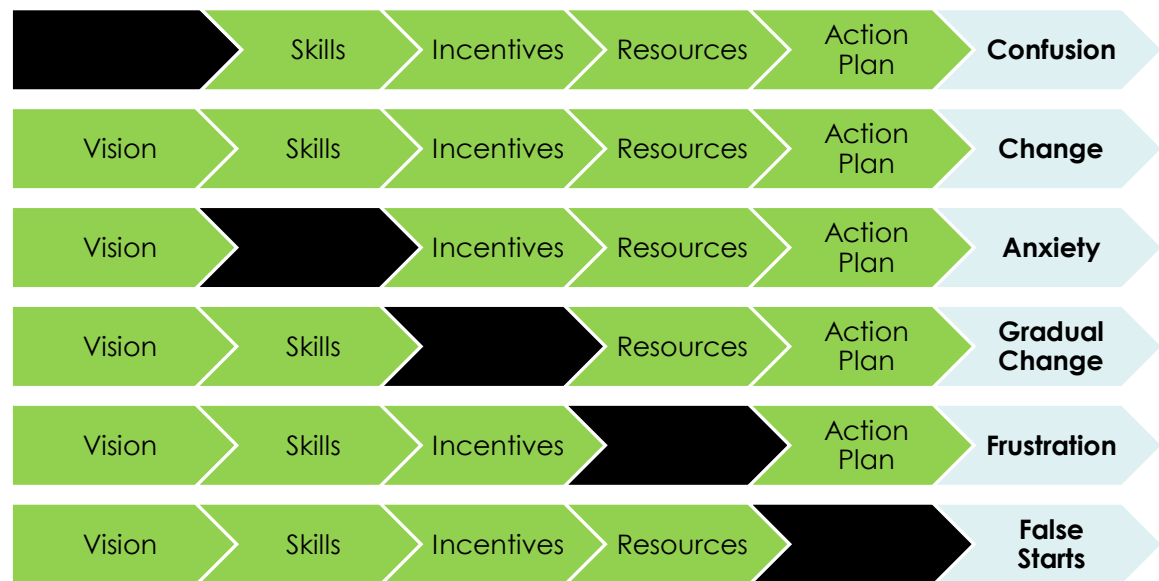 Skills Incentives Resources Action Plan Confusion
Vision Skills Incentives Resources Action Plan Change
Vision Incentives Resources Action Plan Anxiety
Vision Skills Resources Action Plan Gradual Change
Vision Skills Incentives Action Plan Frustration
Vision Skills Incentives Resources False Starts